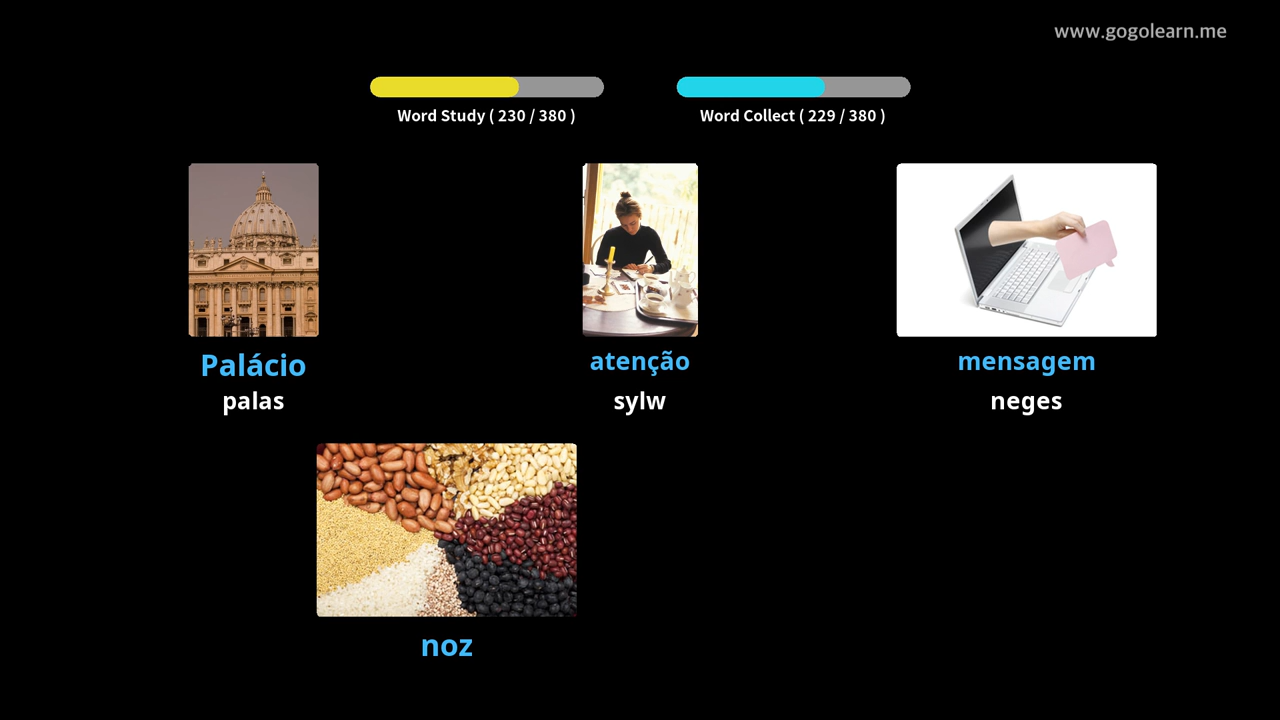 www.gogolearn.me
Word Study ( 230 / 380 )
Word Collect ( 229 / 380 )
Palácio
palas
atenção
sylw
mensagem
neges
noz